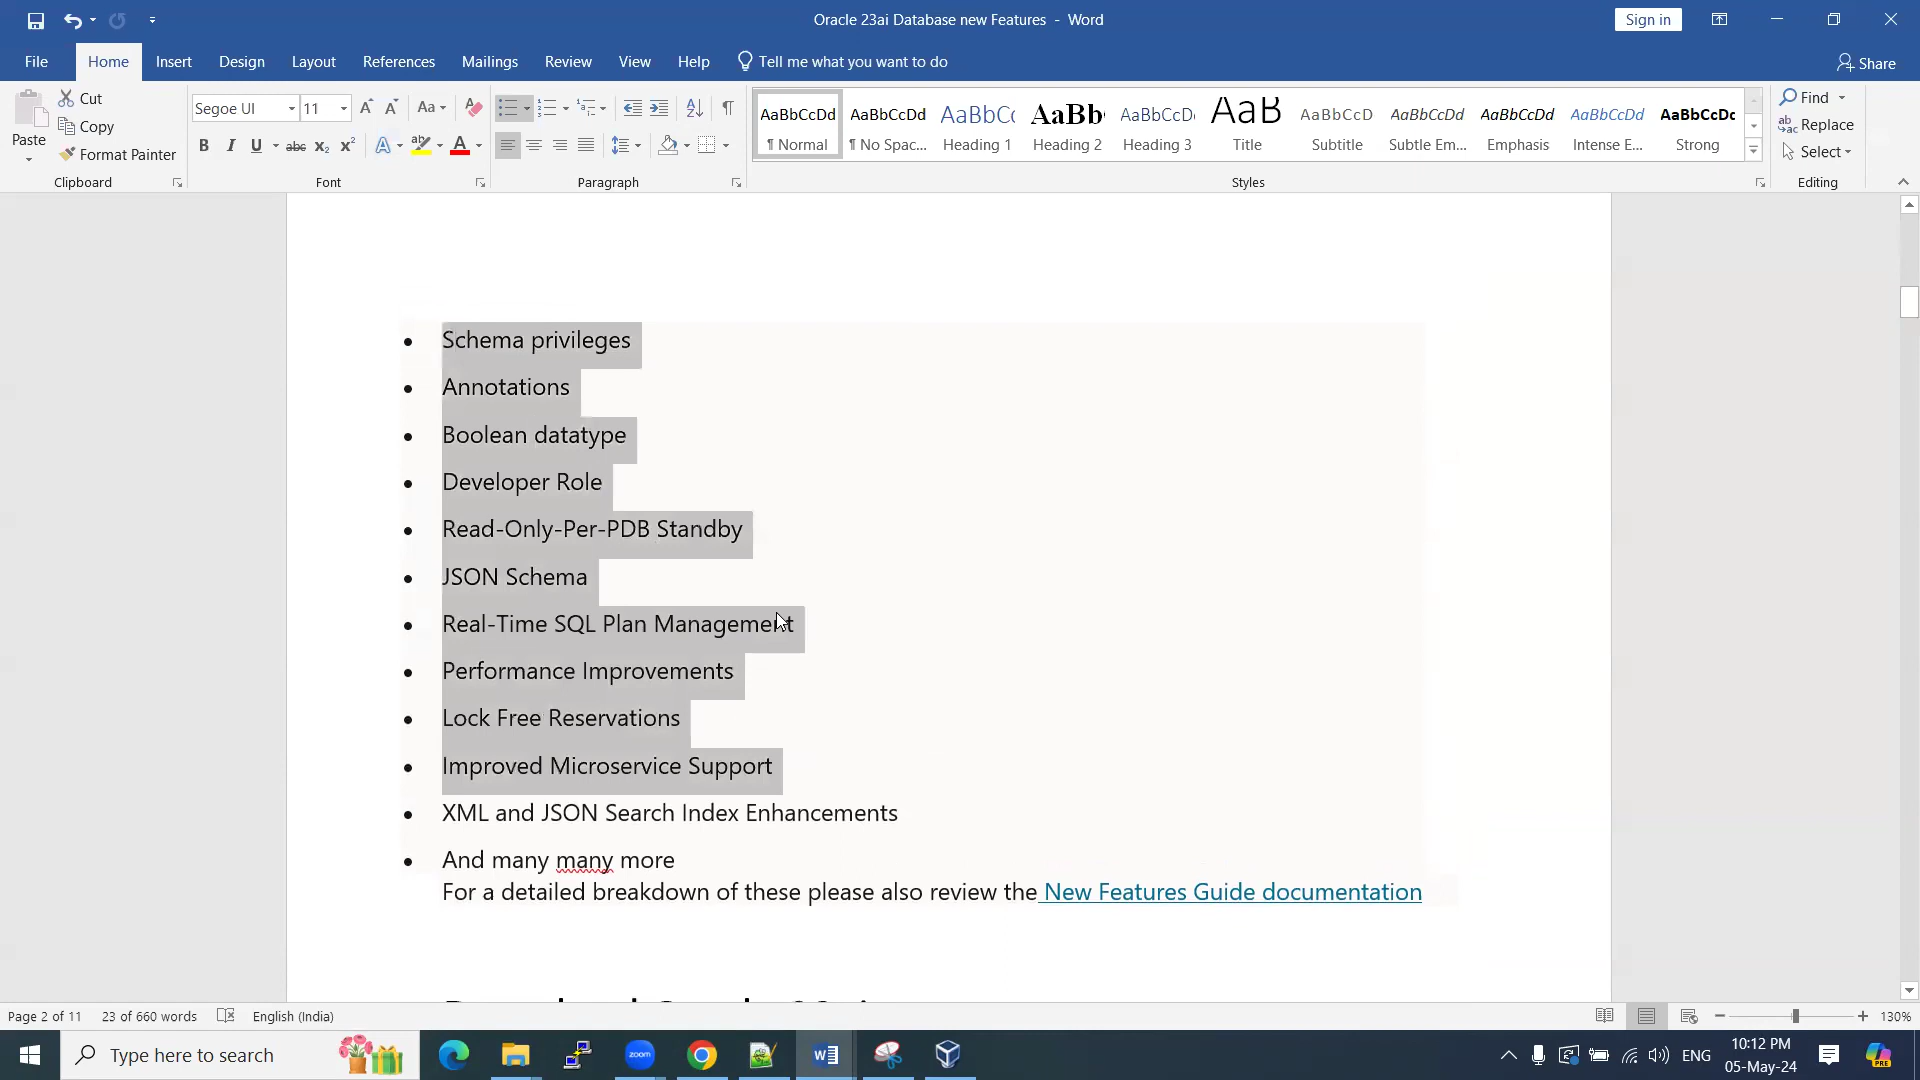 Oracle 23ai Database new Features - Word
Sign in
File Home Insert Design Layout References Mailings Review View Help Tell me what you want to do Share
Paste
Cut
Copy
Format Painter
Clipboard
Segoe UI 11 Aa
B I U abc X₂ X² A A
Font
Paragraph
AaBbCcDd AaBbCcDd AaBbCc AaBb AaBbCcDd AaB AaBbCcD AaBbCcDd AaBbCcDd AaBbCcDd AaBbCcDc
¶ Normal ¶ No Spac... Heading 1 Heading 2 Heading 3 Title Subtitle Subtle Em... Emphasis Intense E... Strong
Styles
Find
Replace
Select
Editing
• Schema privileges
• Annotations
• Boolean datatype
• Developer Role
• Read-Only-Per-PDB Standby
• JSON Schema
• Real-Time SQL Plan Management
• Performance Improvements
• Lock Free Reservations
• Improved Microservice Support
• XML and JSON Search Index Enhancements
• And many many more
For a detailed breakdown of these please also review the New Features Guide documentation
Page 2 of 11 23 of 660 words English (India) 130%
Type here to search
zoom
ENG
10:12 PM
05-May-24
PRE